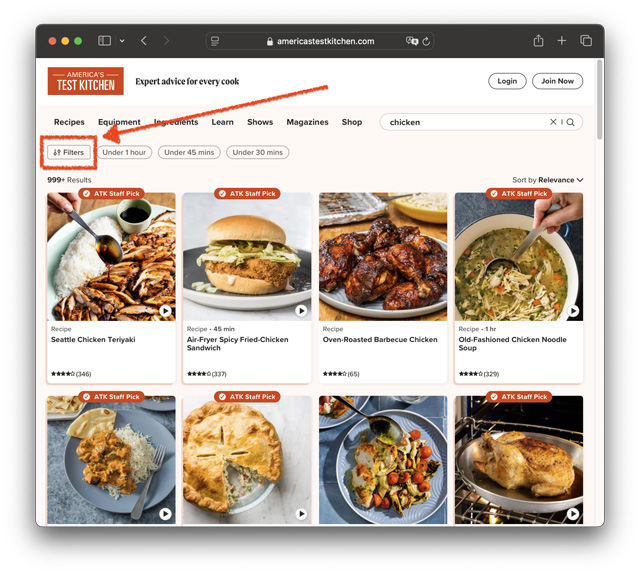 americastestkitchen.com
AMERICA'S
TEST KITCHEN
Expert advice for every cook
Login
Join Now
Recipes Equipment Ingredients Learn Shows Magazines Shop
chicken
Filters
Under 1 hour
Under 45 mins
Under 30 mins
999+ Results
Sort by Relevance
ATK Staff Pick
ATK Staff Pick
ATK Staff Pick
Recipe
Seattle Chicken Teriyaki
(346)
Recipe • 45 min
Air-Fryer Spicy Fried-Chicken
Sandwich
(337)
Recipe
Oven-Roasted Barbecue Chicken
(65)
Recipe • 1 hr
Old-Fashioned Chicken Noodle
Soup
(329)
ATK Staff Pick
ATK Staff Pick
ATK Staff Pick